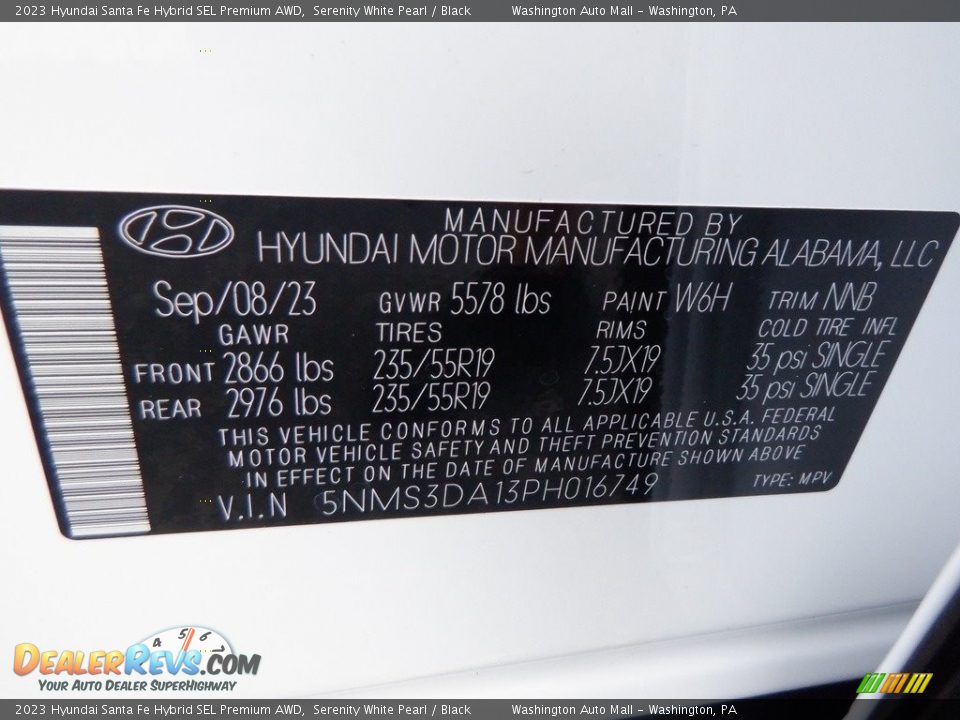 2023 Hyundai Santa Fe Hybrid SEL Premium AWD, Serenity White Pearl / Black Washington Auto Mall - Washington, PA
MANUFACTURED BY
HYUNDAI MOTOR MANUFACTURING ALABAMA, LLC
Sep/08/23 GVWR 5578 lbs PAINT W6H TRIM NNB
GAWR TIRES RIMS COLD TIRE INFL
FRONT 2866 lbs 235/55R19 7.5JX19 35 psi SINGLE
REAR 2976 lbs 235/55R19 7.5JX19 35 psi SINGLE
THIS VEHICLE CONFORMS TO ALL APPLICABLE U.S.A. FEDERAL
MOTOR VEHICLE SAFETY AND THEFT PREVENTION STANDARDS
IN EFFECT ON THE DATE OF MANUFACTURE SHOWN ABOVE
V.I.N 5NMS3DA13PH016749 TYPE: MPV
4 5 6
DEALERREVS.COM
YOUR AUTO DEALER SUPERHIGHWAY
2023 Hyundai Santa Fe Hybrid SEL Premium AWD, Serenity White Pearl / Black Washington Auto Mall - Washington, PA